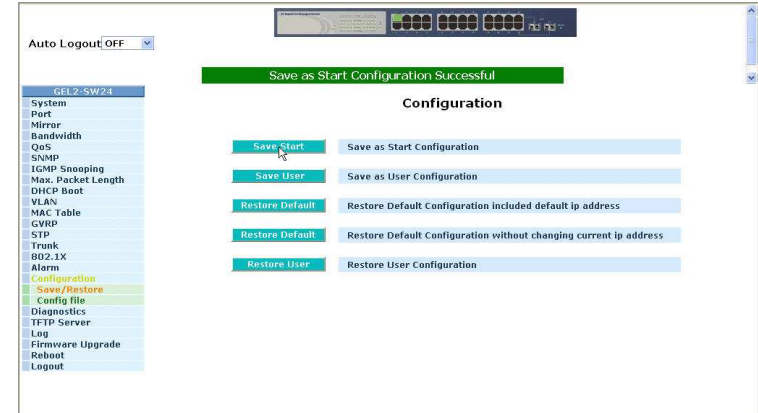 Auto Logout OFF
Save as Start Configuration Successful
GEL2-SW24
System
Port
Mirror
Bandwidth
QoS
SNMP
IGMP Snooping
Max. Packet Length
DHCP Boot
VLAN
MAC Table
GVRP
STP
Trunk
802.1X
Alarm
Configuration
Save/Restore
Config file
Diagnostics
TFTP Server
Log
Firmware Upgrade
Reboot
Logout
Configuration
Save Start Save as Start Configuration
Save User Save as User Configuration
Restore Default Restore Default Configuration included default ip address
Restore Default Restore Default Configuration without changing current ip address
Restore User Restore User Configuration